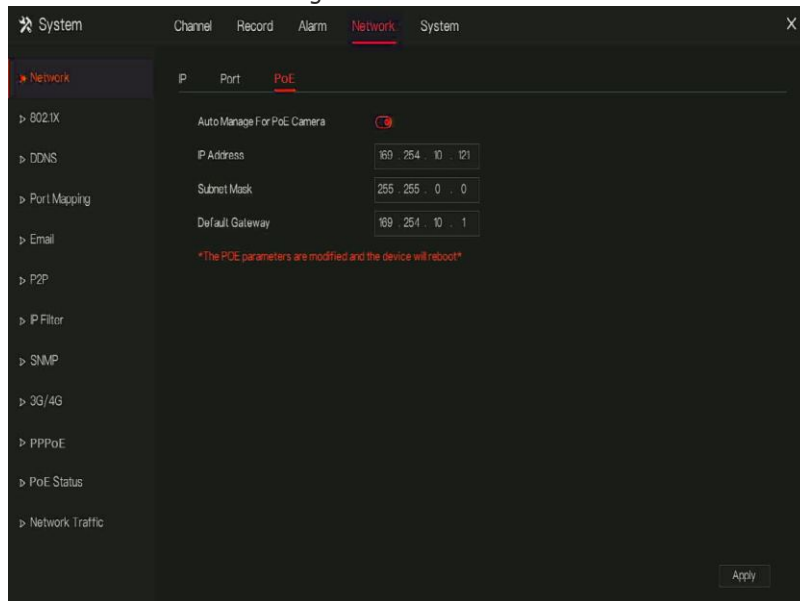 System
Channel Record Alarm Network System X
Network
IP Port PoE
802.1X
Auto Manage For PoE Camera
IP Address 169 . 254 . 10 . 121
DDNS
Subnet Mask 255 . 255 . 0 . 0
Port Mapping
Default Gateway 169 . 254 . 10 . 1
Email
*The POE parameters are modified and the device will reboot*
P2P
IP Filter
SNMP
3G/4G
PPPoE
PoE Status
Network Traffic
Apply